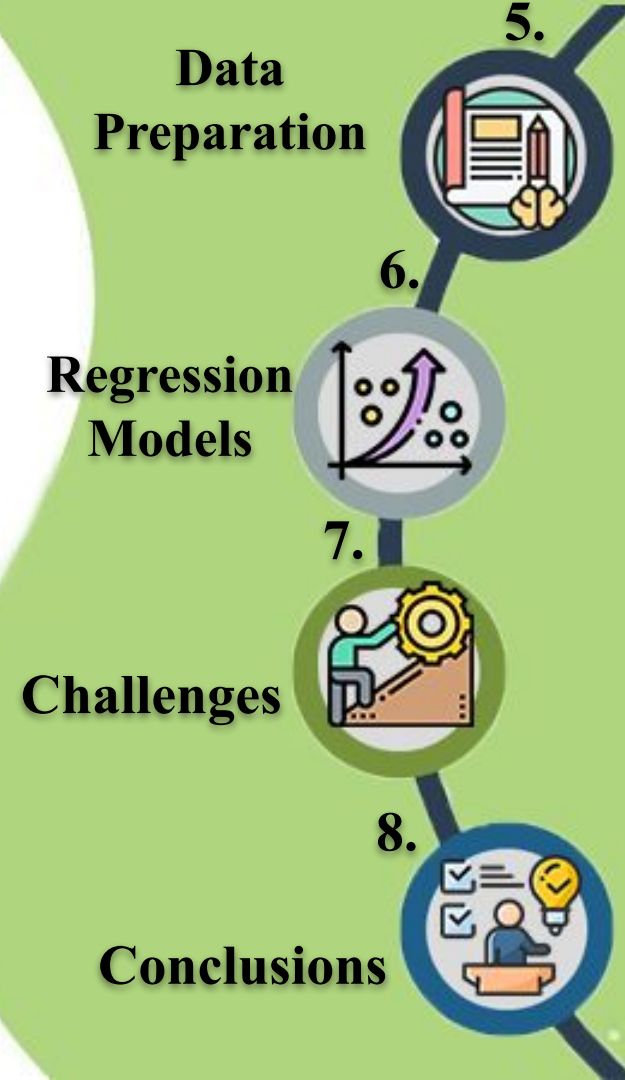 5.
Data
Preparation
6.
Regression
Models
7.
Challenges
8.
Conclusions